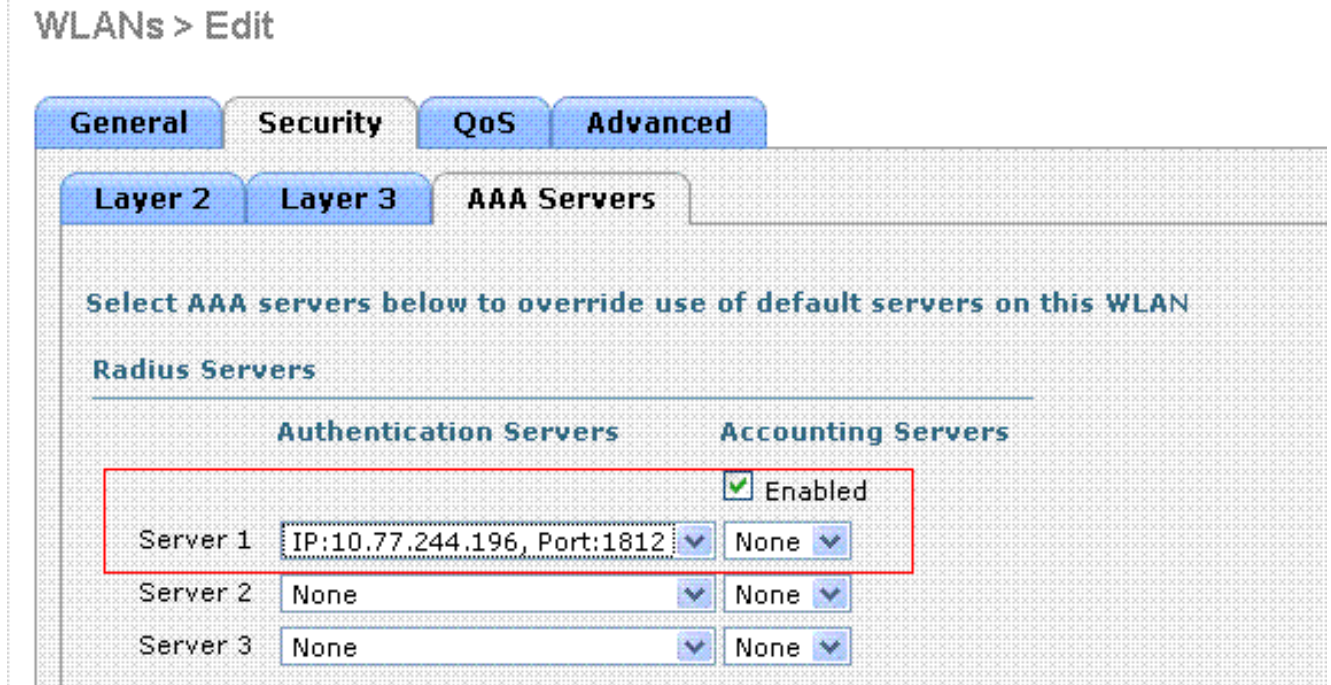 WLANs > Edit
General Security QoS Advanced
Layer 2 Layer 3 AAA Servers
Select AAA servers below to override use of default servers on this WLAN
Radius Servers
Authentication Servers Accounting Servers
Enabled
Server 1 IP:10.77.244.196, Port:1812 None
Server 2 None None
Server 3 None None